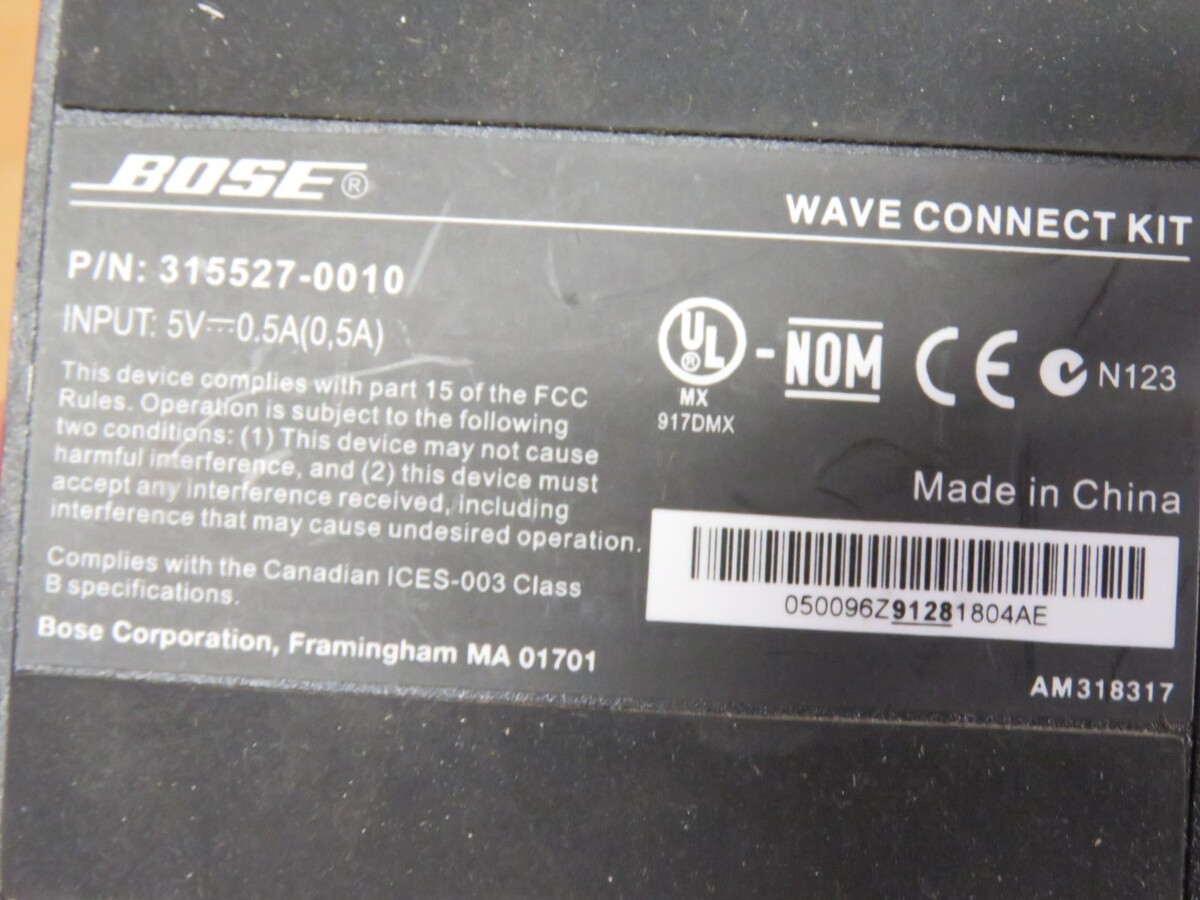 BOSE®
WAVE CONNECT KIT
P/N: 315527-0010
INPUT: 5V⎓0.5A(0,5A)
This device complies with part 15 of the FCC
Rules. Operation is subject to the following
two conditions: (1) This device may not cause
harmful interference, and (2) this device must
accept any interference received, including
interference that may cause undesired operation.
Complies with the Canadian ICES-003 Class
B specifications.
Bose Corporation, Framingham MA 01701
UL® - NOM CE N123
MX
917DMX
Made in China
050096Z91281804AE
AM318317